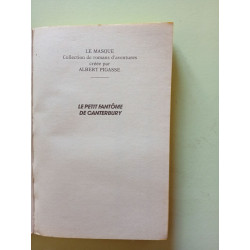 LE MASQUE
Collection de romans d'aventures
créée par
ALBERT PIGASSE
LE PETIT FANTÔME
DE CANTERBURY